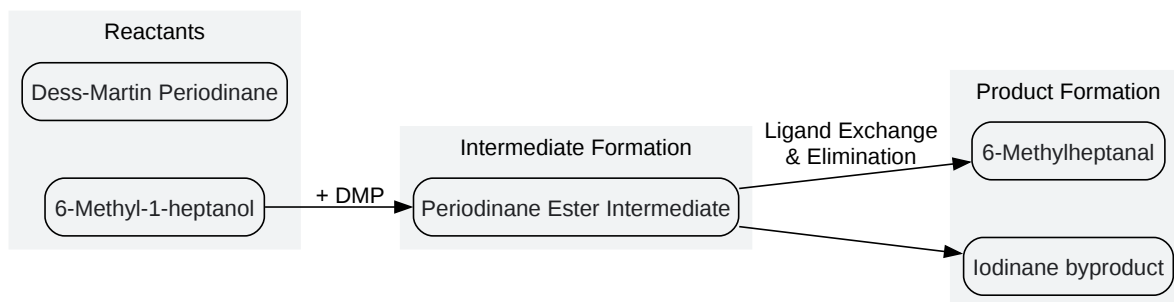 Reactants
Dess-Martin Periodinane
6-Methyl-1-heptanol
+ DMP
Intermediate Formation
Periodinane Ester Intermediate
Ligand Exchange
& Elimination
Product Formation
6-Methylheptanal
Iodinane byproduct